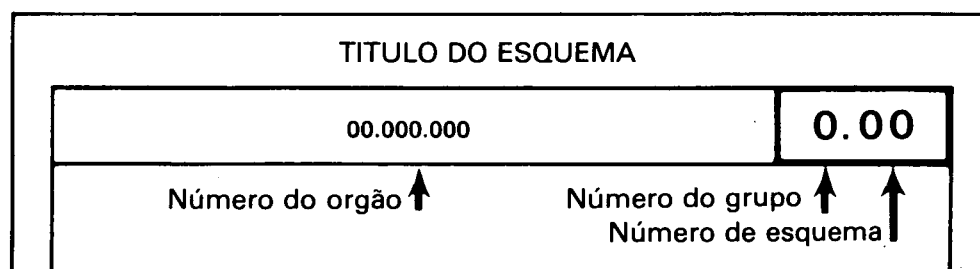 TITULO DO ESQUEMA
00.000.000 0.00
Número do orgão Número do grupo
Número de esquema